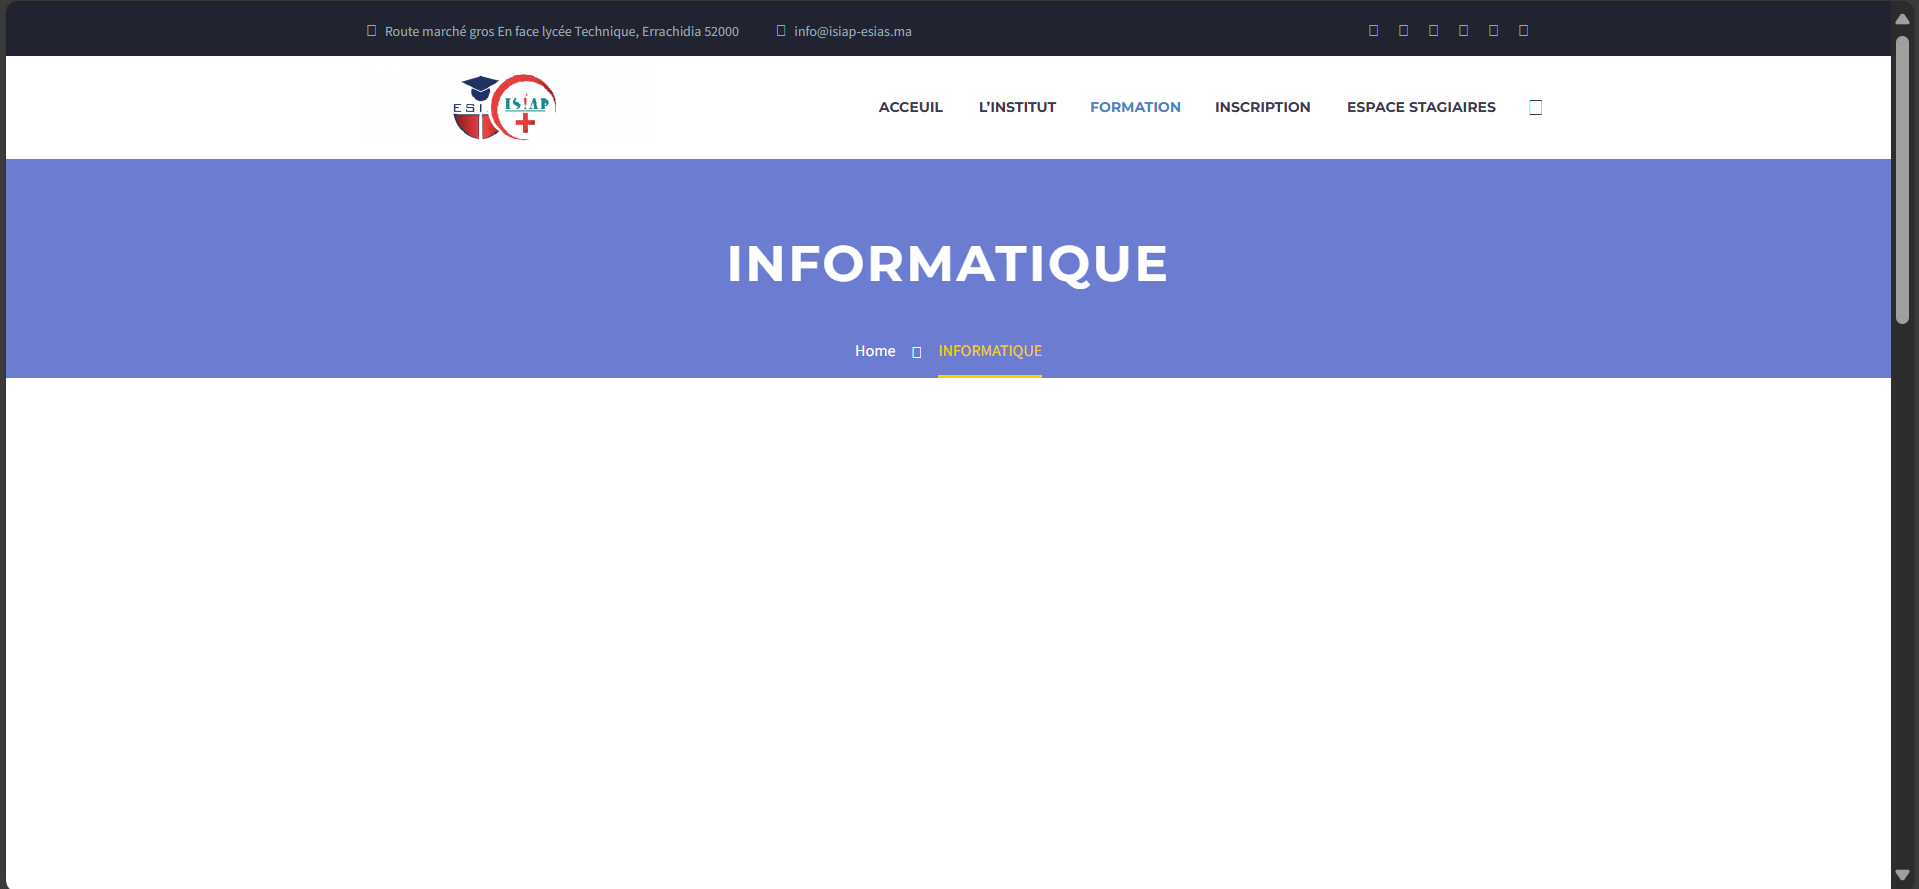 Route marché gros En face lycée Technique, Errachidia 52000 info@isiap-esias.ma
ESI ISIAP
ACCEUIL L'INSTITUT FORMATION INSCRIPTION ESPACE STAGIAIRES
INFORMATIQUE
Home INFORMATIQUE